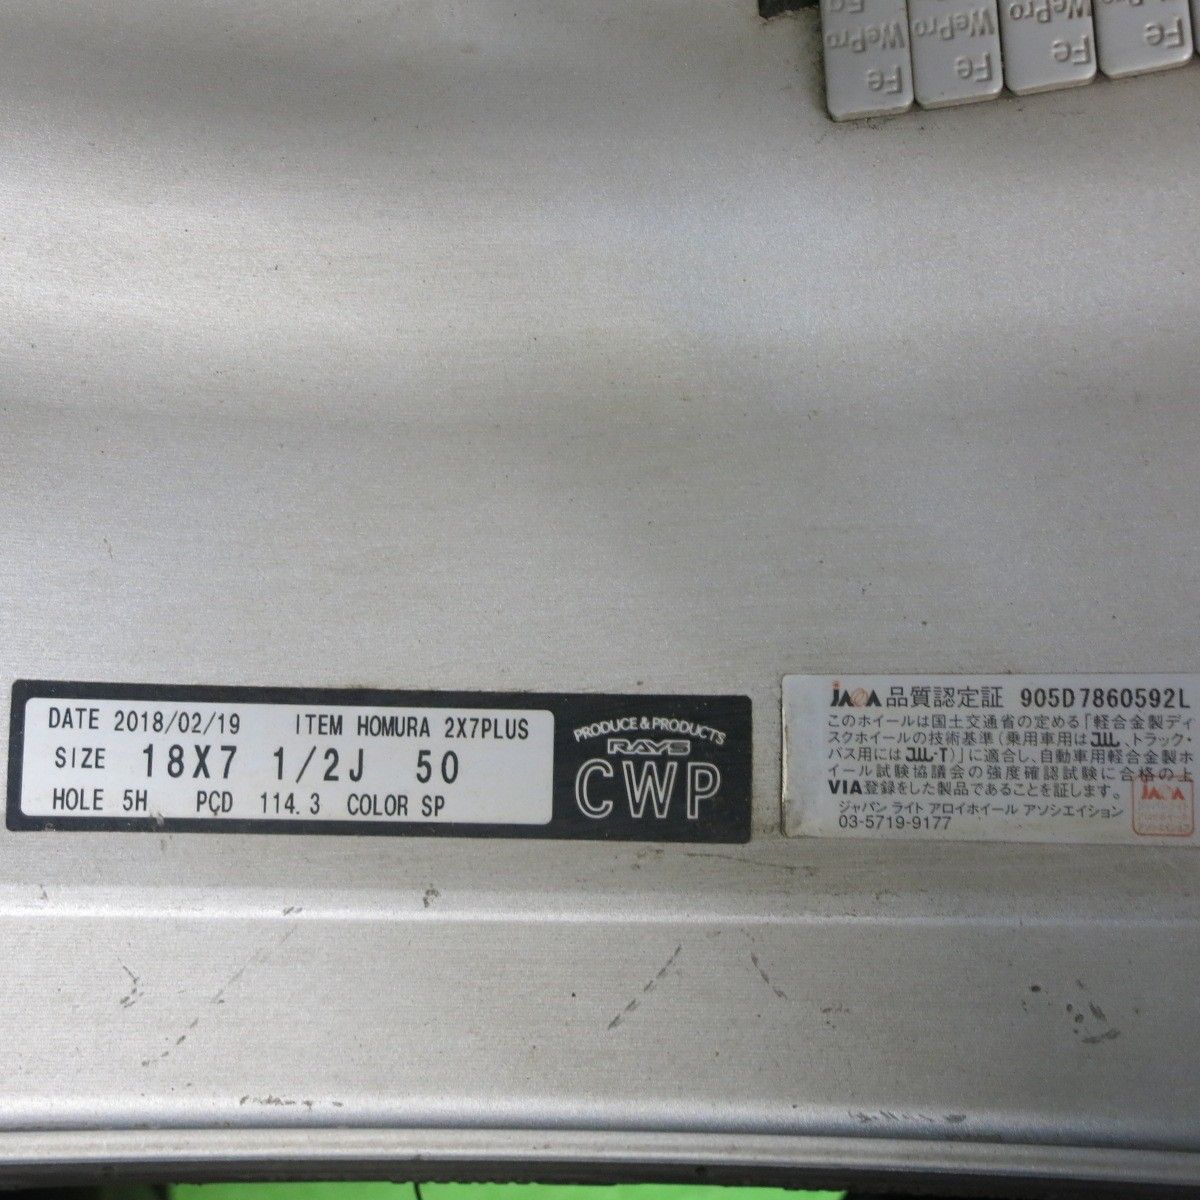 Fe WePro Fe
WePro Fe
WePro Fe
Fe
DATE 2018/02/19 ITEM HOMURA 2X7PLUS
SIZE 18X7 1/2J 50
HOLE 5H PCD 114.3 COLOR SP
PRODUCE & PRODUCTS
RAYS
CWP
JAWA 品質認定証 905D7860592L
このホイールは国土交通省の定める「軽合金製ディ
スクホイールの技術基準(乗用車用はJWL、トラック・
バス用にはJWL-T)」に適合し、自動車用軽合金製ホ
イール試験協議会の強度確認試験に合格の上
VIA登録をした製品であることを証します。
ジャパン ライト アロイホイール アソシエイション
03-5719-9177
JAWA